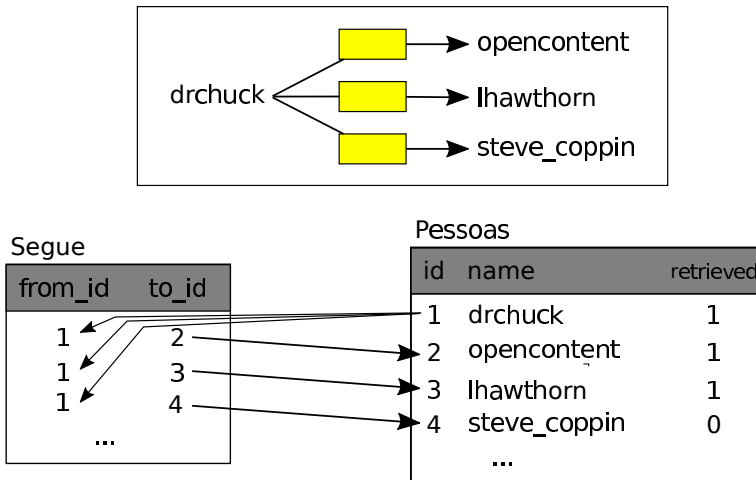 opencontent
drchuck
lhawthorn
steve_coppin
Segue
from_id to_id
1 2
1 3
1 4
...
Pessoas
id name retrieved
1 drchuck 1
2 opencontent 1
3 lhawthorn 1
4 steve_coppin 0
...